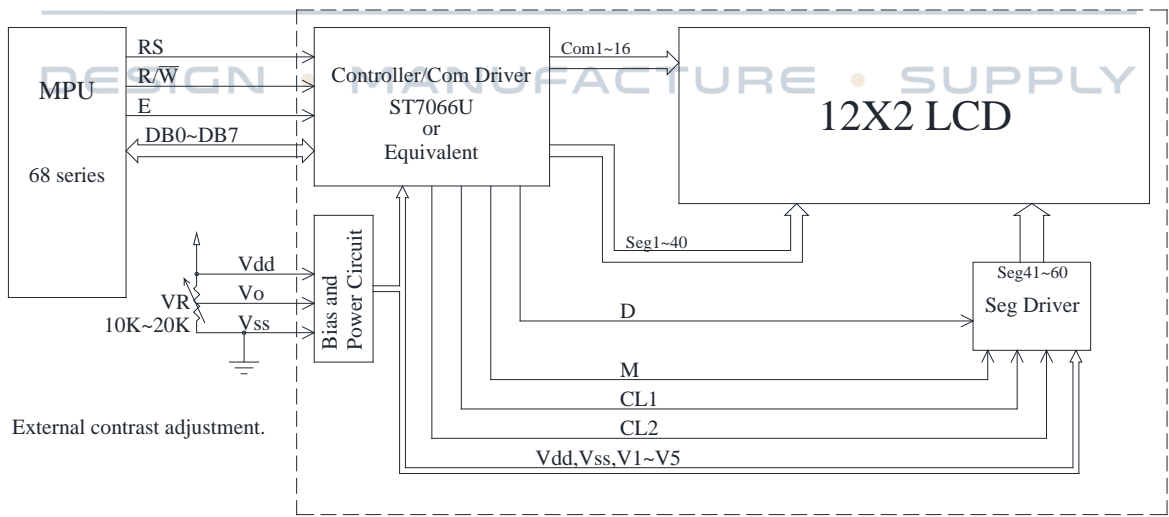 DESIGN • MANUFACTURE • SUPPLY
MPU
68 series
RS
R/W̅
E
DB0~DB7
Controller/Com Driver
ST7066U
or
Equivalent
Com1~16
12X2 LCD
Seg1~40
Seg41~60
Seg Driver
Vdd
Vo
Vss
VR
10K~20K
Bias and
Power Circuit
D
M
CL1
CL2
Vdd,Vss,V1~V5
External contrast adjustment.